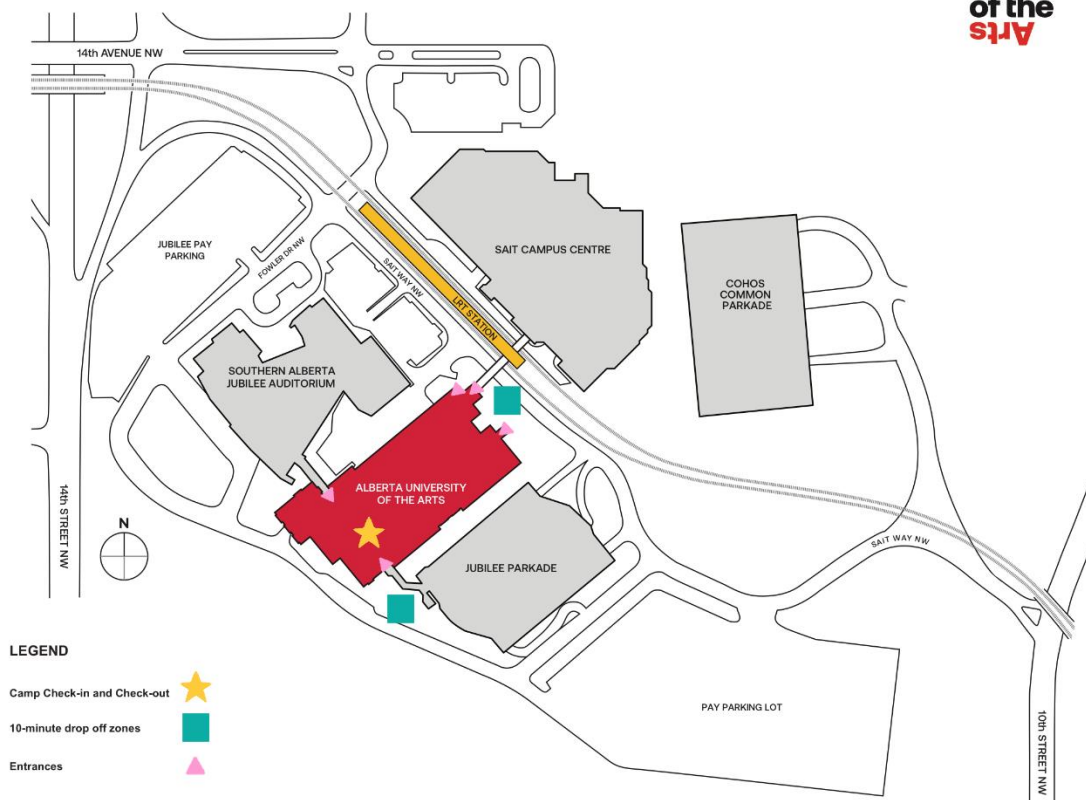 of the
Arts
14th AVENUE NW
JUBILEE PAY
PARKING
FOWLER DR NW
SAIT WAY NW
LRT STATION
SAIT CAMPUS CENTRE
COHOS
COMMON
PARKADE
SOUTHERN ALBERTA
JUBILEE AUDITORIUM
ALBERTA UNIVERSITY
OF THE ARTS
14th STREET NW
N
JUBILEE PARKADE
SAIT WAY NW
PAY PARKING LOT
10th STREET NW
LEGEND
Camp Check-in and Check-out
10-minute drop off zones
Entrances